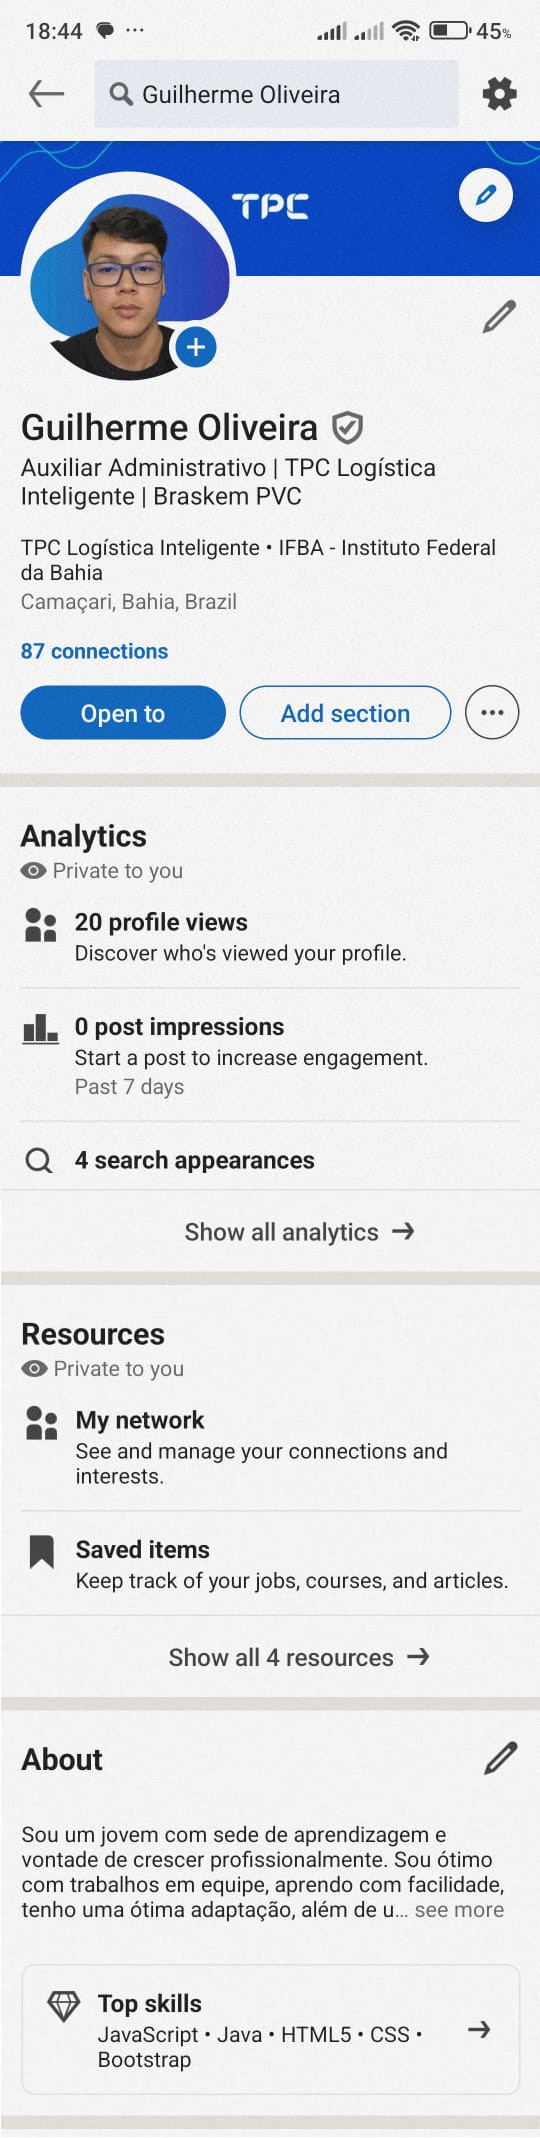 18:44
45%
Guilherme Oliveira
TPC
Guilherme Oliveira
Auxiliar Administrativo | TPC Logística
Inteligente | Braskem PVC
TPC Logística Inteligente • IFBA - Instituto Federal
da Bahia
Camaçari, Bahia, Brazil
87 connections
Open to
Add section
Analytics
Private to you
20 profile views
Discover who's viewed your profile.
0 post impressions
Start a post to increase engagement.
Past 7 days
4 search appearances
Show all analytics →
Resources
Private to you
My network
See and manage your connections and
interests.
Saved items
Keep track of your jobs, courses, and articles.
Show all 4 resources →
About
Sou um jovem com sede de aprendizagem e
vontade de crescer profissionalmente. Sou ótimo
com trabalhos em equipe, aprendo com facilidade,
tenho uma ótima adaptação, além de u... see more
Top skills
JavaScript • Java • HTML5 • CSS •
Bootstrap